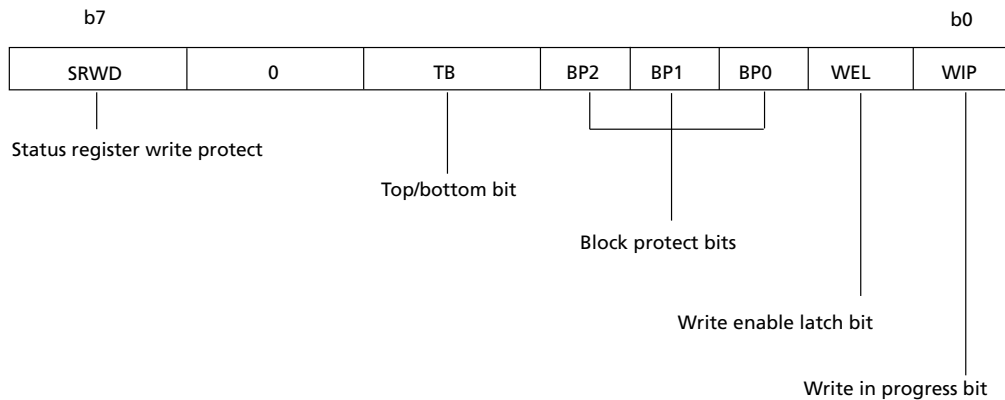 b7 b0
SRWD 0 TB BP2 BP1 BP0 WEL WIP
Status register write protect
Top/bottom bit
Block protect bits
Write enable latch bit
Write in progress bit